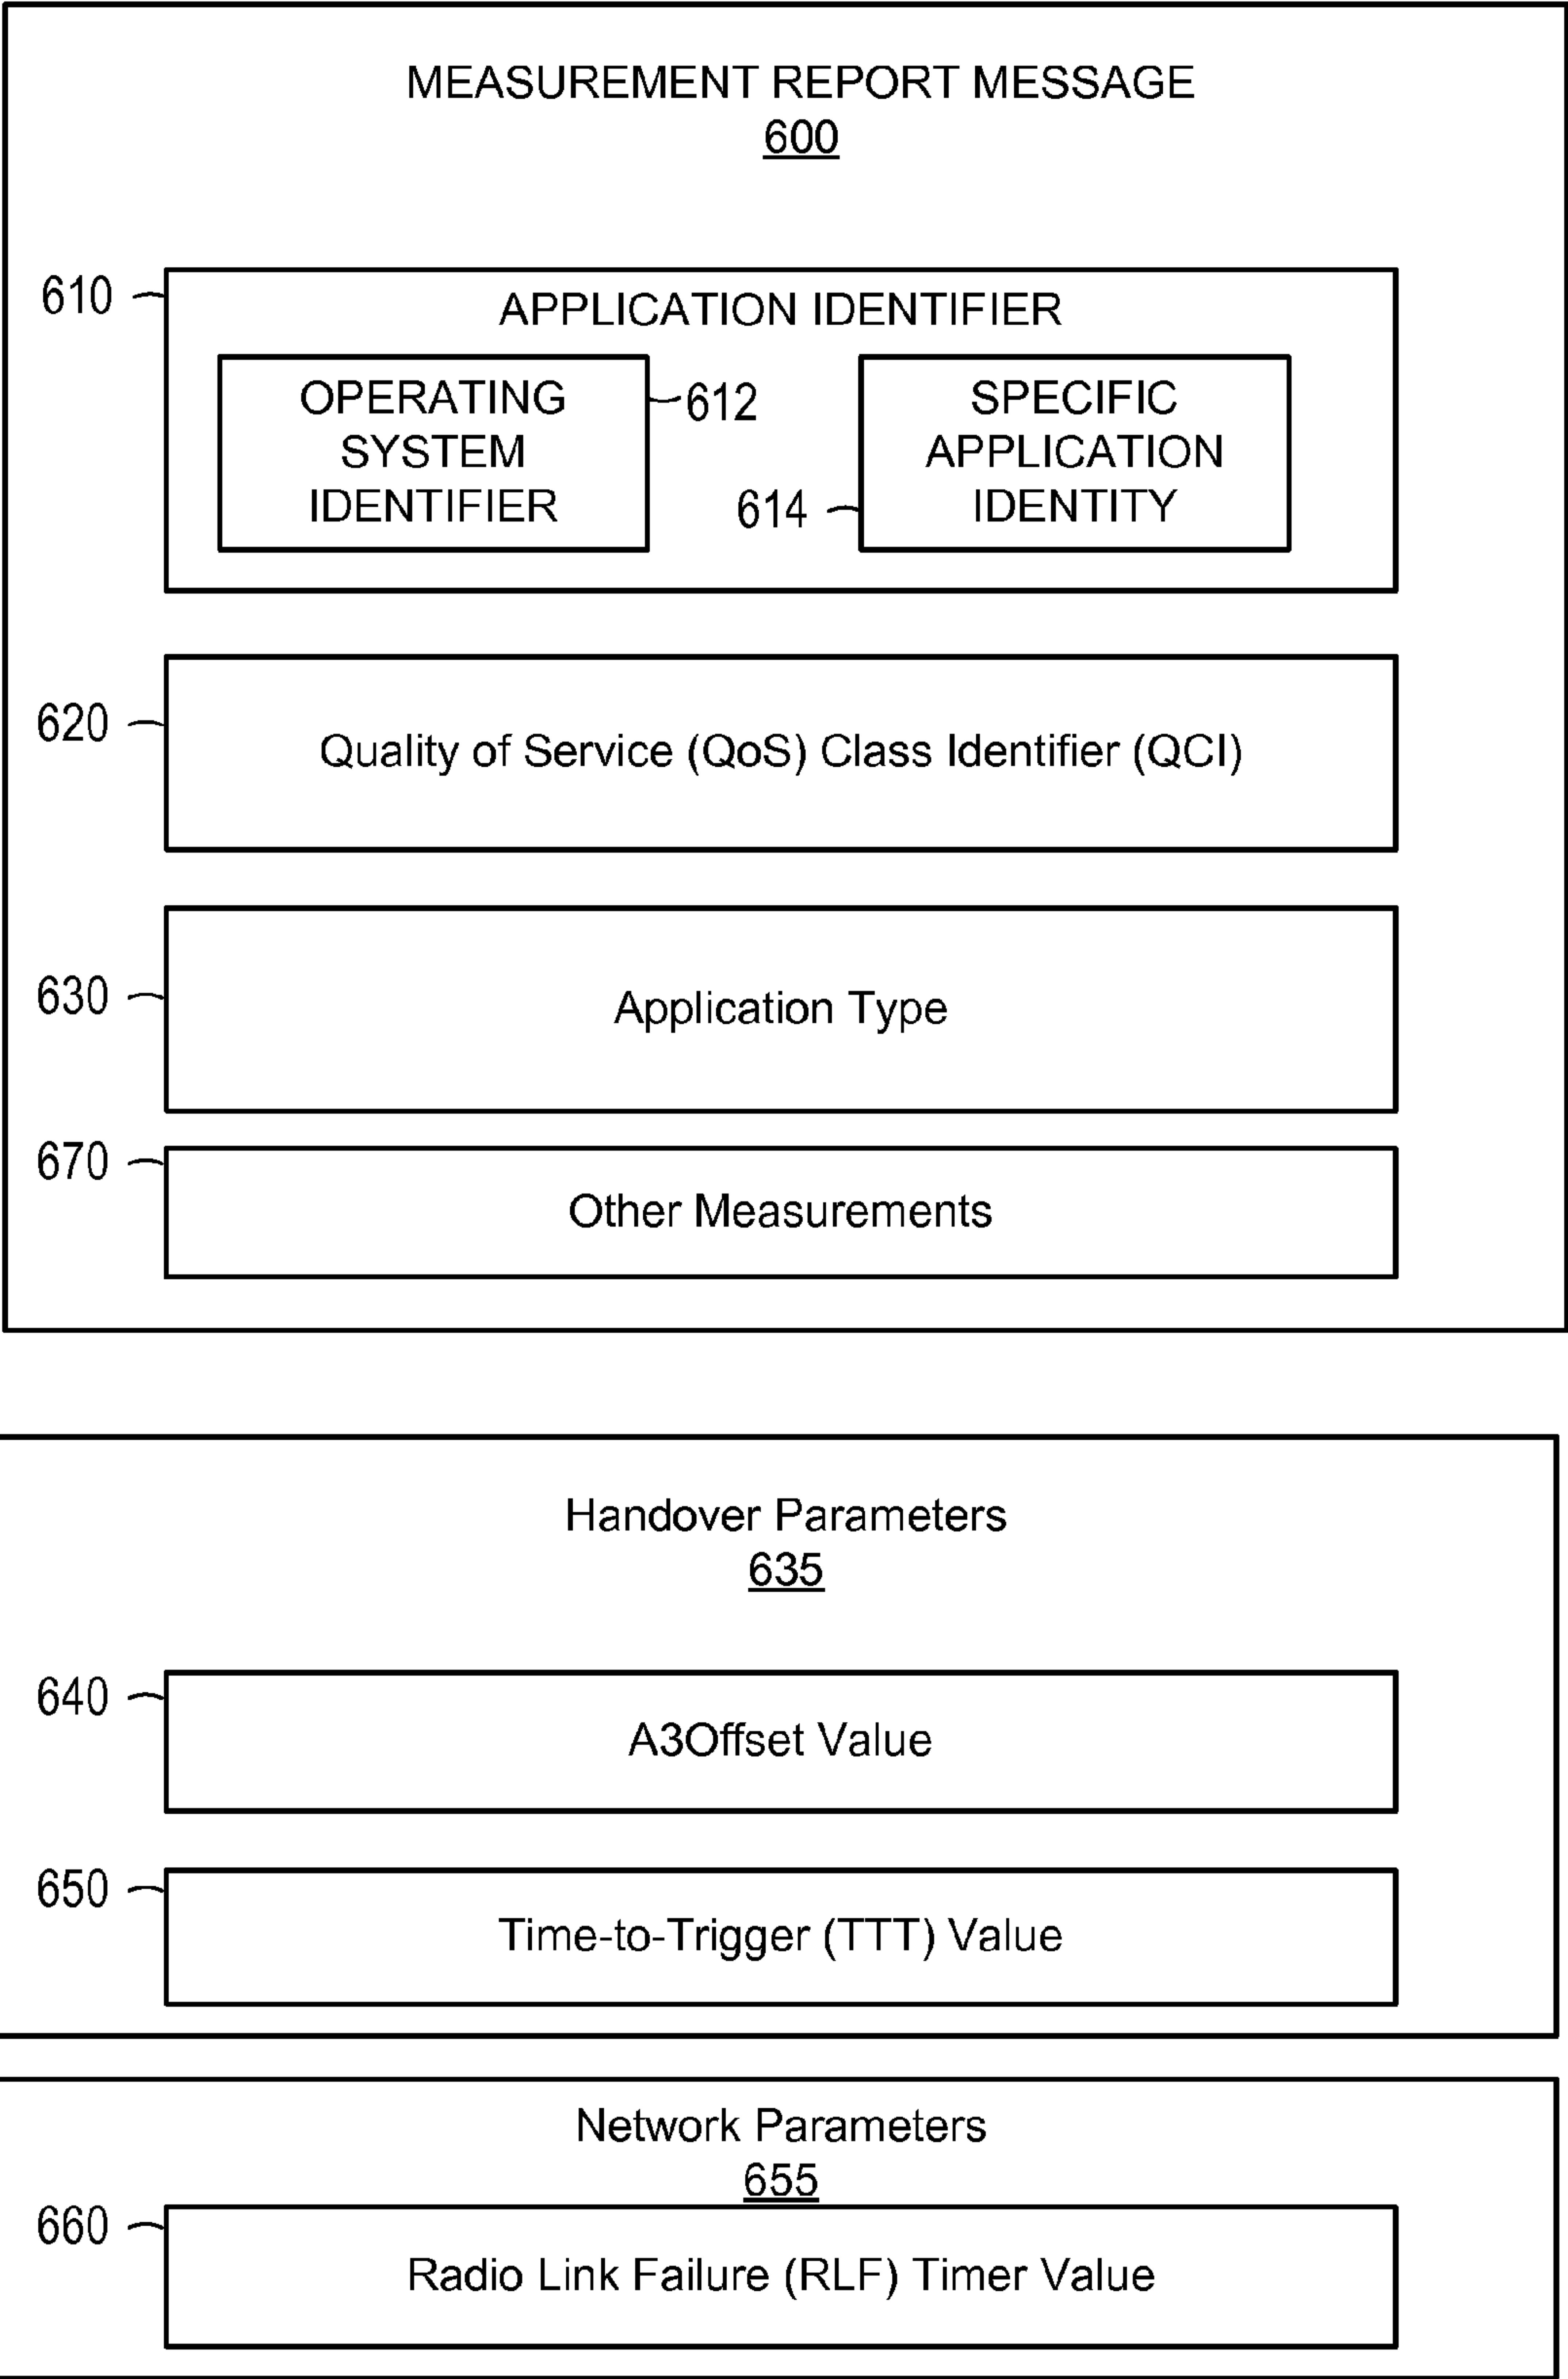 MEASUREMENT REPORT MESSAGE
600
610
APPLICATION IDENTIFIER
OPERATING
SYSTEM
IDENTIFIER
612
SPECIFIC
APPLICATION
IDENTITY
614
620
Quality of Service (QoS) Class Identifier (QCI)
630
Application Type
670
Other Measurements
Handover Parameters
635
640
A3Offset Value
650
Time-to-Trigger (TTT) Value
Network Parameters
655
660
Radio Link Failure (RLF) Timer Value